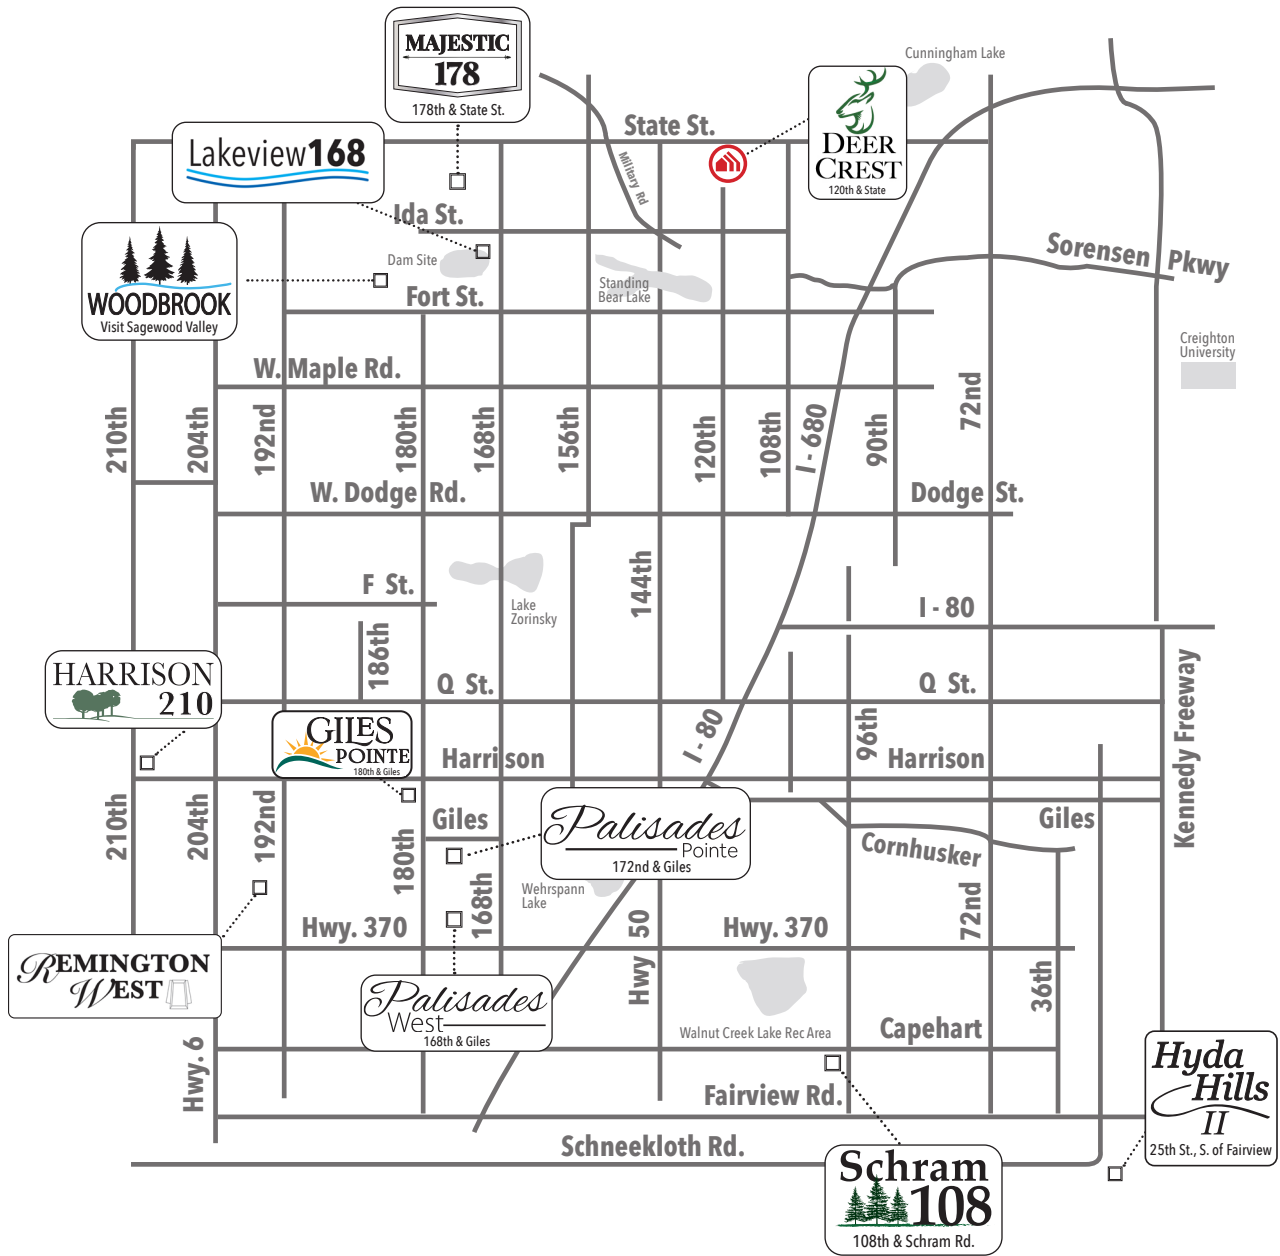 MAJESTIC
178
178th & State St.
Cunningham Lake
DEER
CREST
120th & State
State St.
Lakeview168
Military Rd
Ida St.
Dam Site
WOODBROOK
Visit Sagewood Valley
Standing
Bear Lake
Fort St.
Sorensen Pkwy
Creighton
University
W. Maple Rd.
210th
204th
192nd
180th
168th
156th
120th
108th
I - 680
90th
72nd
W. Dodge Rd.
Dodge St.
F St.
Lake
Zorinsky
144th
I - 80
186th
Q St.
Q St.
HARRISON
210
GILES
POINTE
180th & Giles
Harrison
I - 80
96th
Harrison
Kennedy Freeway
210th
204th
192nd
180th
Giles
168th
Palisades
Pointe
172nd & Giles
Giles
Cornhusker
Wehrspann
Lake
Hwy. 370
Hwy 50
Hwy. 370
72nd
36th
REMINGTON
WEST
Palisades
West
168th & Giles
Walnut Creek Lake Rec Area
Capehart
Hwy. 6
Fairview Rd.
Hyda
Hills
II
25th St., S. of Fairview
Schneekloth Rd.
Schram
108
108th & Schram Rd.